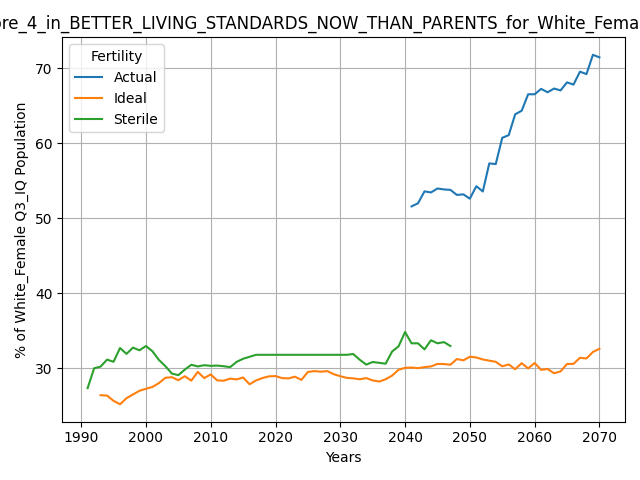 ore_4_in_BETTER_LIVING_STANDARDS_NOW_THAN_PARENTS_for_White_Fema
Fertility
Actual
Ideal
Sterile
% of White_Female Q3_IQ Population
70
60
50
40
30
1990 2000 2010 2020 2030 2040 2050 2060 2070
Years